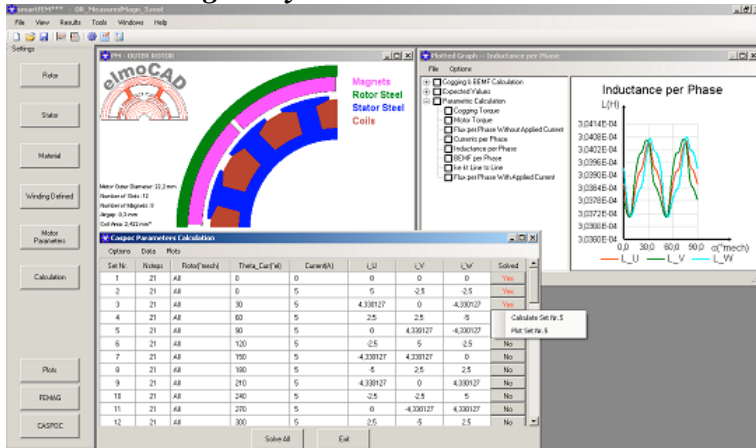 smartFEM*** - OR_MeasuredMagn_3.mot
File View Results Tools Windows Help
Settings
Rotor
Stator
Material
Winding Defined
Motor Parameters
Calculation
Plots
FEMAG
CASPOC
PM - OUTER ROTOR
elmoCAD
Magnets
Rotor Steel
Stator Steel
Coils
Motor Outer Diameter: 22,2 mm
Number of Slots: 12
Number of Magnets: 8
Airgap: 0,3 mm
Coil Area: 2,422 mm²
Plotted Graph -- Inductance per Phase
File Options
Cogging & BEMF Calculation
Expected Values
Parametric Calculation
Cogging Torque
Motor Torque
Flux per Phase Without Applied Current
Currents per Phase
Inductance per Phase
BEMF per Phase
ke kt Line to Line
Flux per Phase With Applied Current
Inductance per Phase
L(H)
3,0414E-04
3,0408E-04
3,0402E-04
3,0396E-04
3,0390E-04
3,0384E-04
3,0378E-04
3,0372E-04
3,0366E-04
3,0360E-04
0,0 30,0 60,0 90,0 α(°mech)
L_U L_V L_W
Caspoc Parameters Calculation
Options Data Plots
Set Nr. Nsteps Rotor(°mech) Theta_Curr(°el) Current(A) i_U i_V i_W Solved
1 21 All 0 0 0 0 0 Yes
2 21 All 0 5 5 -2,5 -2,5 Yes
3 21 All 30 5 4,330127 0 -4,330127 Yes
4 21 All 60 5 2,5 2,5 -5
5 21 All 90 5 0 4,330127 -4,330127
6 21 All 120 5 -2,5 5 -2,5 No
7 21 All 150 5 -4,330127 4,330127 0 No
8 21 All 180 5 -5 2,5 2,5 No
9 21 All 210 5 -4,330127 0 4,330127 No
10 21 All 240 5 -2,5 -2,5 5 No
11 21 All 270 5 0 -4,330127 4,330127 No
12 21 All 300 5 2,5 -5 2,5 No
Calculate Set Nr. 5
Plot Set Nr. 5
Solve All Exit